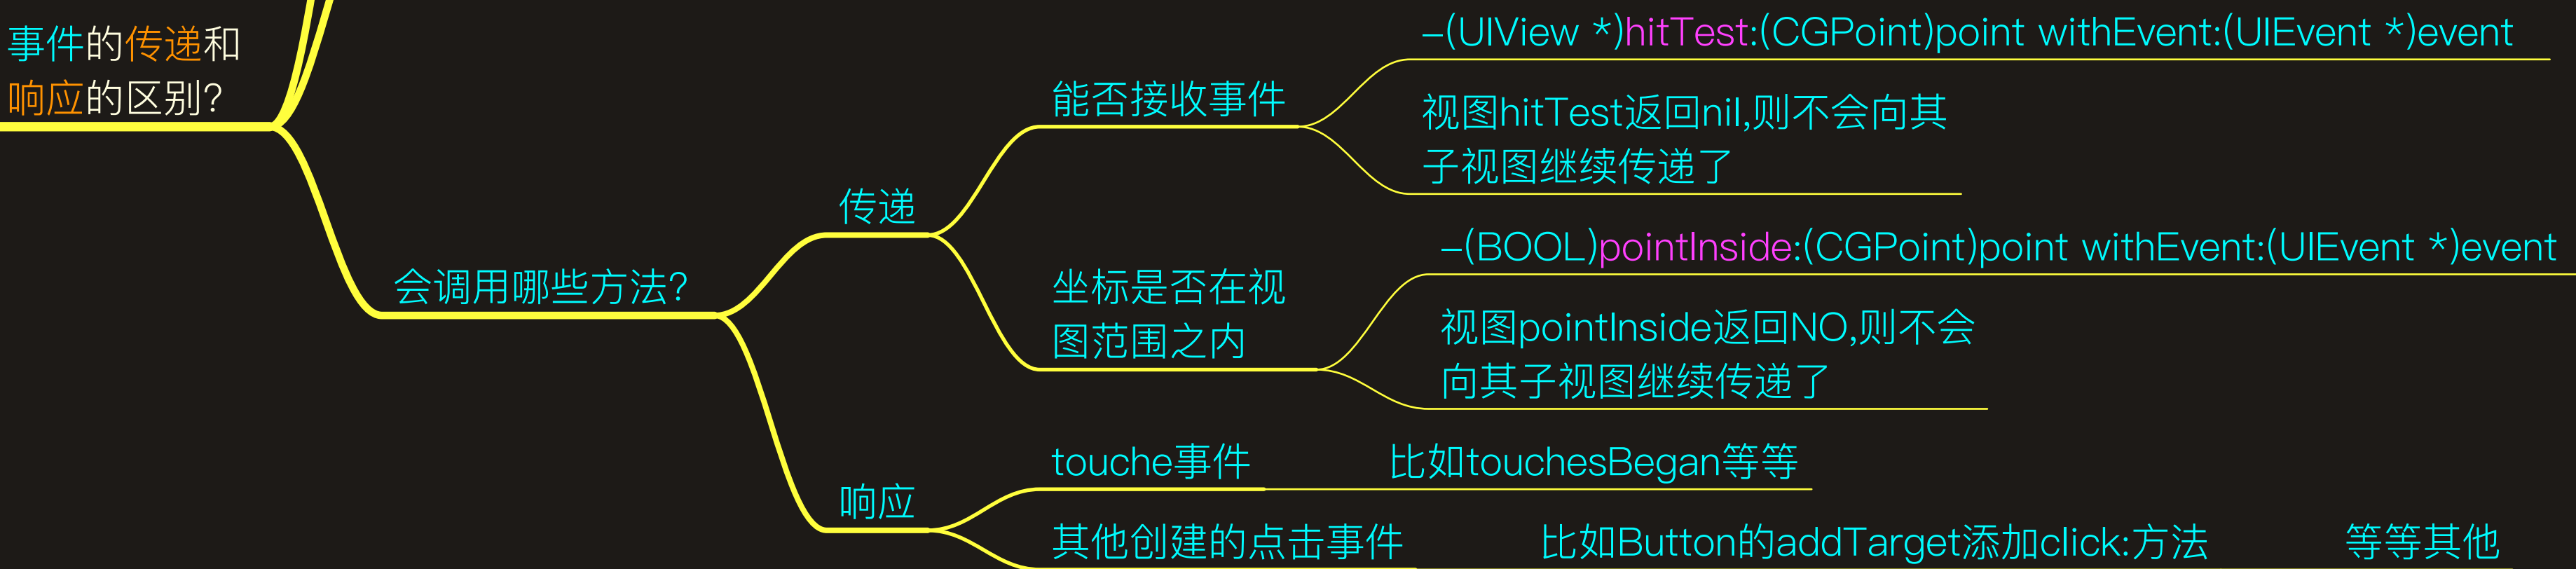 事件的传递和
响应的区别?
会调用哪些方法?
传递
能否接收事件
-(UIView *)hitTest:(CGPoint)point withEvent:(UIEvent *)event
视图hitTest返回nil,则不会向其
子视图继续传递了
坐标是否在视
图范围之内
-(BOOL)pointInside:(CGPoint)point withEvent:(UIEvent *)event
视图pointInside返回NO,则不会
向其子视图继续传递了
响应
touche事件
比如touchesBegan等等
其他创建的点击事件
比如Button的addTarget添加click:方法
等等其他